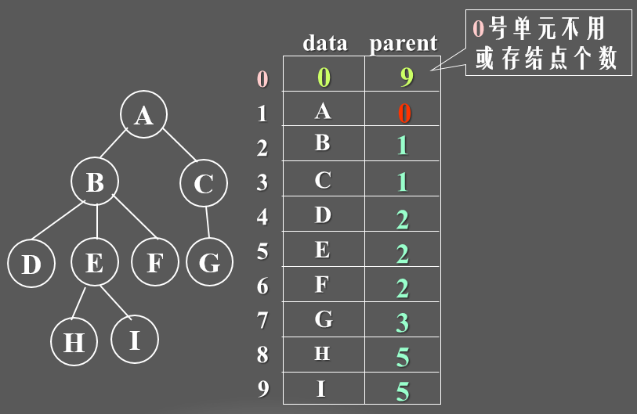 0号单元不用
或存结点个数
data parent
0 0 9
1 A 0
2 B 1
3 C 1
4 D 2
5 E 2
6 F 2
7 G 3
8 H 5
9 I 5
A
B C
D E F G
H I